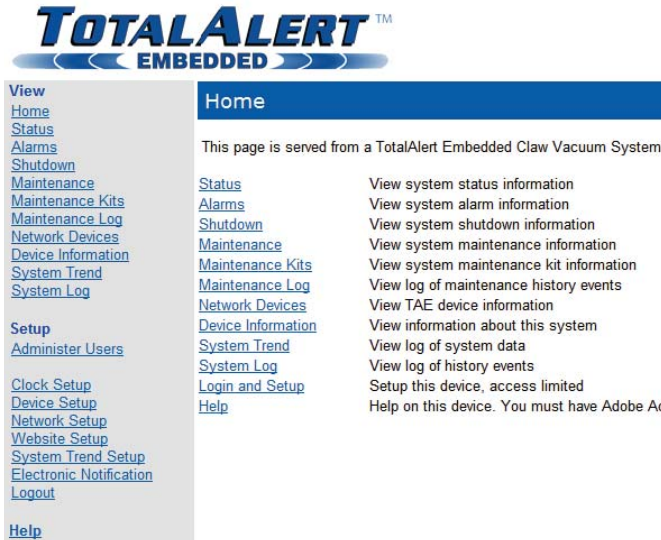 TOTALALERT TM
EMBEDDED
View
Home
Status
Alarms
Shutdown
Maintenance
Maintenance Kits
Maintenance Log
Network Devices
Device Information
System Trend
System Log
Setup
Administer Users
Clock Setup
Device Setup
Network Setup
Website Setup
System Trend Setup
Electronic Notification
Logout
Help
Home
This page is served from a TotalAlert Embedded Claw Vacuum System
Status View system status information
Alarms View system alarm information
Shutdown View system shutdown information
Maintenance View system maintenance information
Maintenance Kits View system maintenance kit information
Maintenance Log View log of maintenance history events
Network Devices View TAE device information
Device Information View information about this system
System Trend View log of system data
System Log View log of history events
Login and Setup Setup this device, access limited
Help Help on this device. You must have Adobe